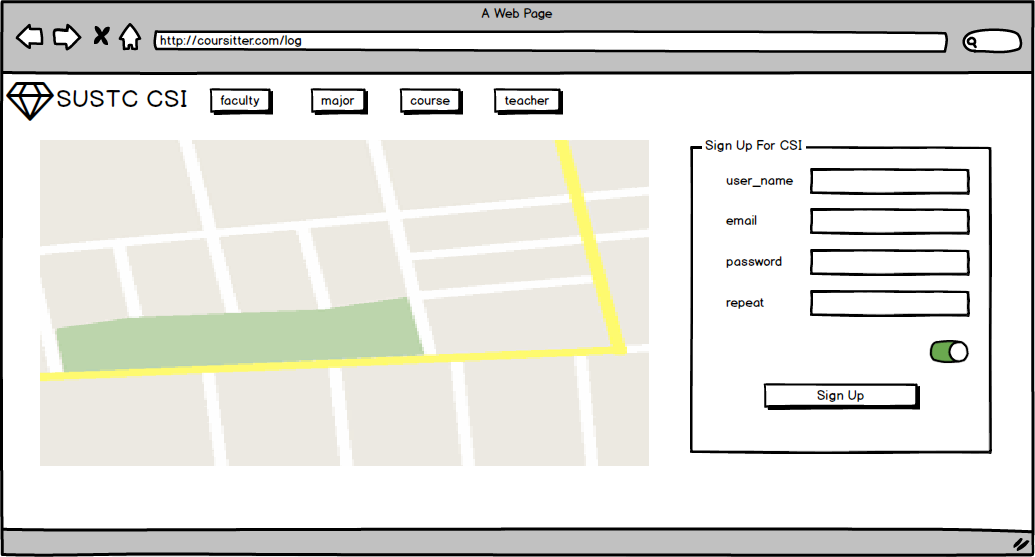 A Web Page
http://coursitter.com/log
SUSTC CSI
faculty
major
course
teacher
Sign Up For CSI
user_name
email
password
repeat
Sign Up